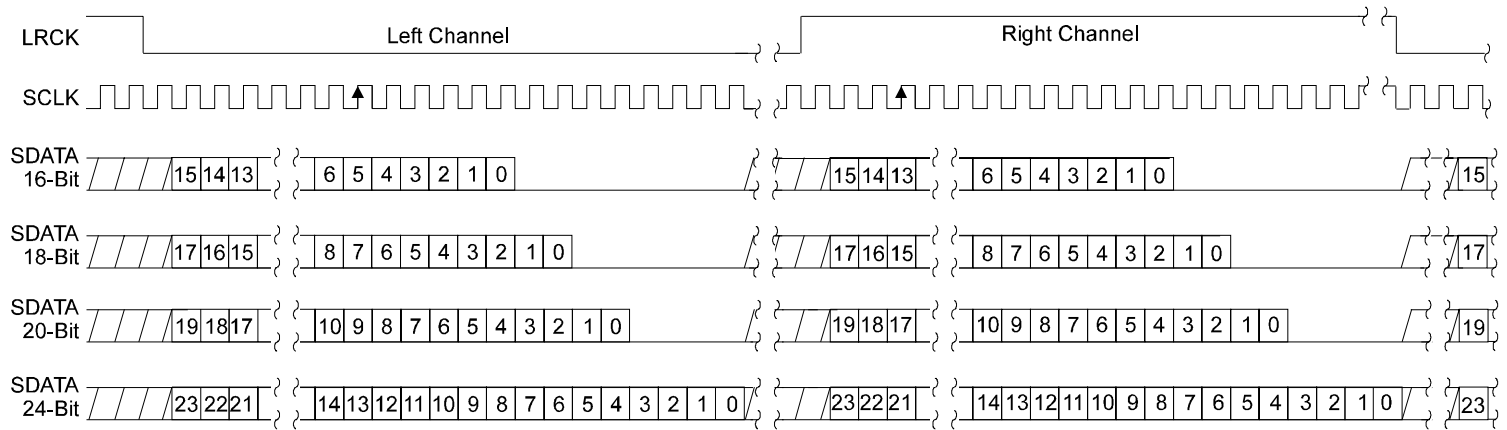 LRCK Left Channel Right Channel
SCLK
SDATA
16-Bit 15 14 13 6 5 4 3 2 1 0 15 14 13 6 5 4 3 2 1 0 15
SDATA
18-Bit 17 16 15 8 7 6 5 4 3 2 1 0 17 16 15 8 7 6 5 4 3 2 1 0 17
SDATA
20-Bit 19 18 17 10 9 8 7 6 5 4 3 2 1 0 19 18 17 10 9 8 7 6 5 4 3 2 1 0 19
SDATA
24-Bit 23 22 21 14 13 12 11 10 9 8 7 6 5 4 3 2 1 0 23 22 21 14 13 12 11 10 9 8 7 6 5 4 3 2 1 0 23